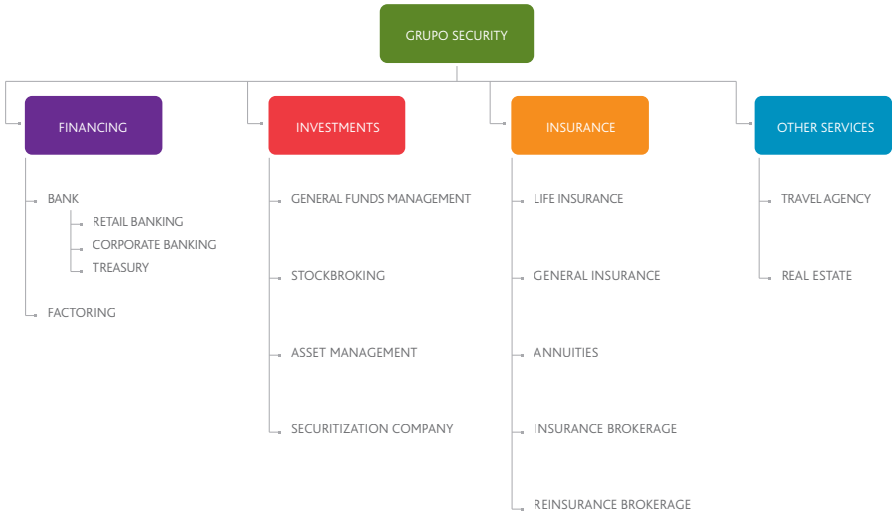 GRUPO SECURITY
FINANCING
BANK
RETAIL BANKING
CORPORATE BANKING
TREASURY
FACTORING
INVESTMENTS
GENERAL FUNDS MANAGEMENT
STOCKBROKING
ASSET MANAGEMENT
SECURITIZATION COMPANY
INSURANCE
LIFE INSURANCE
GENERAL INSURANCE
ANNUITIES
INSURANCE BROKERAGE
REINSURANCE BROKERAGE
OTHER SERVICES
TRAVEL AGENCY
REAL ESTATE